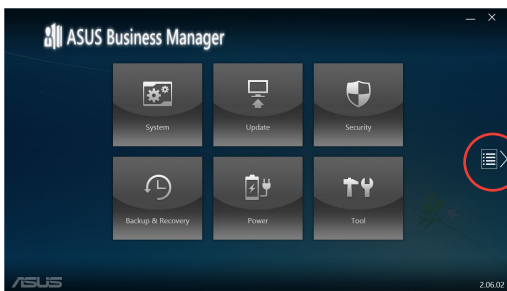 ASUS Business Manager
System
Update
Security
Backup & Recovery
Power
Tool
ASUS
2.06.02